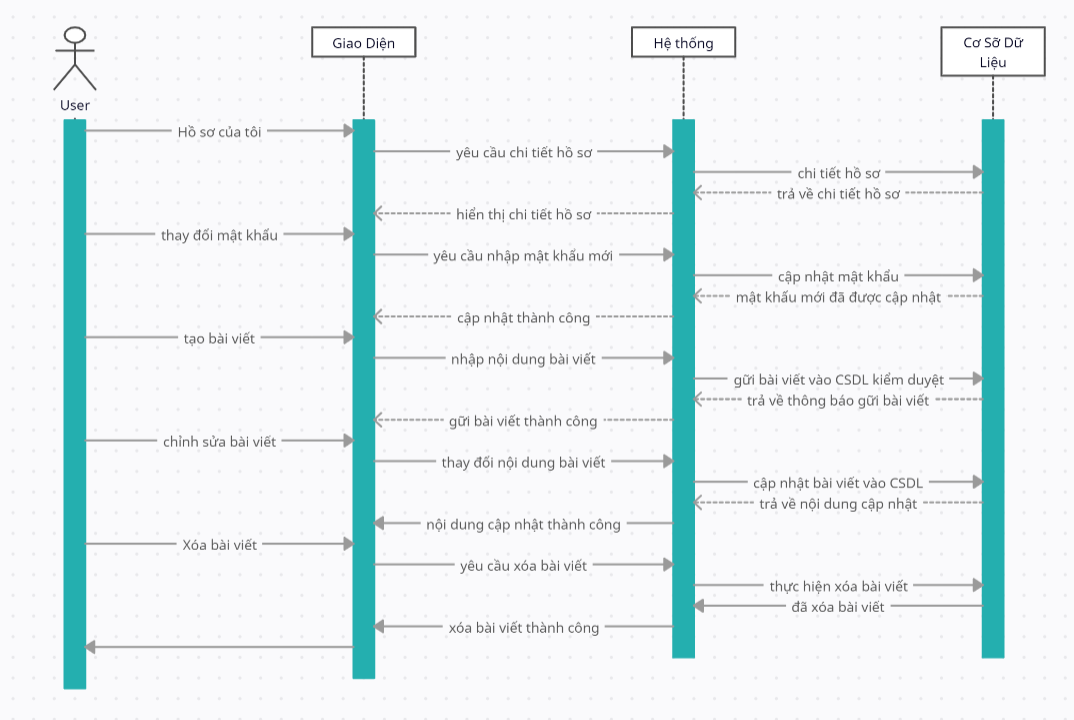 User
Giao Diện
Hệ thống
Cơ Sỡ Dữ
Liệu
Hồ sơ của tôi
yêu cầu chi tiết hồ sơ
chi tiết hồ sơ
trả về chi tiết hồ sơ
hiển thị chi tiết hồ sơ
thay đổi mật khẩu
yêu cầu nhập mật khẩu mới
cập nhật mật khẩu
mật khẩu mới đã được cập nhật
cập nhật thành công
tạo bài viết
nhập nội dung bài viết
gữi bài viết vào CSDL kiểm duyệt
trả về thông báo gữi bài viết
gữi bài viết thành công
chỉnh sửa bài viết
thay đổi nội dung bài viết
cập nhật bài viết vào CSDL
trả về nội dung cập nhật
nội dung cập nhật thành công
Xóa bài viết
yêu cầu xóa bài viết
thực hiện xóa bài viết
đã xóa bài viết
xóa bài viết thành công